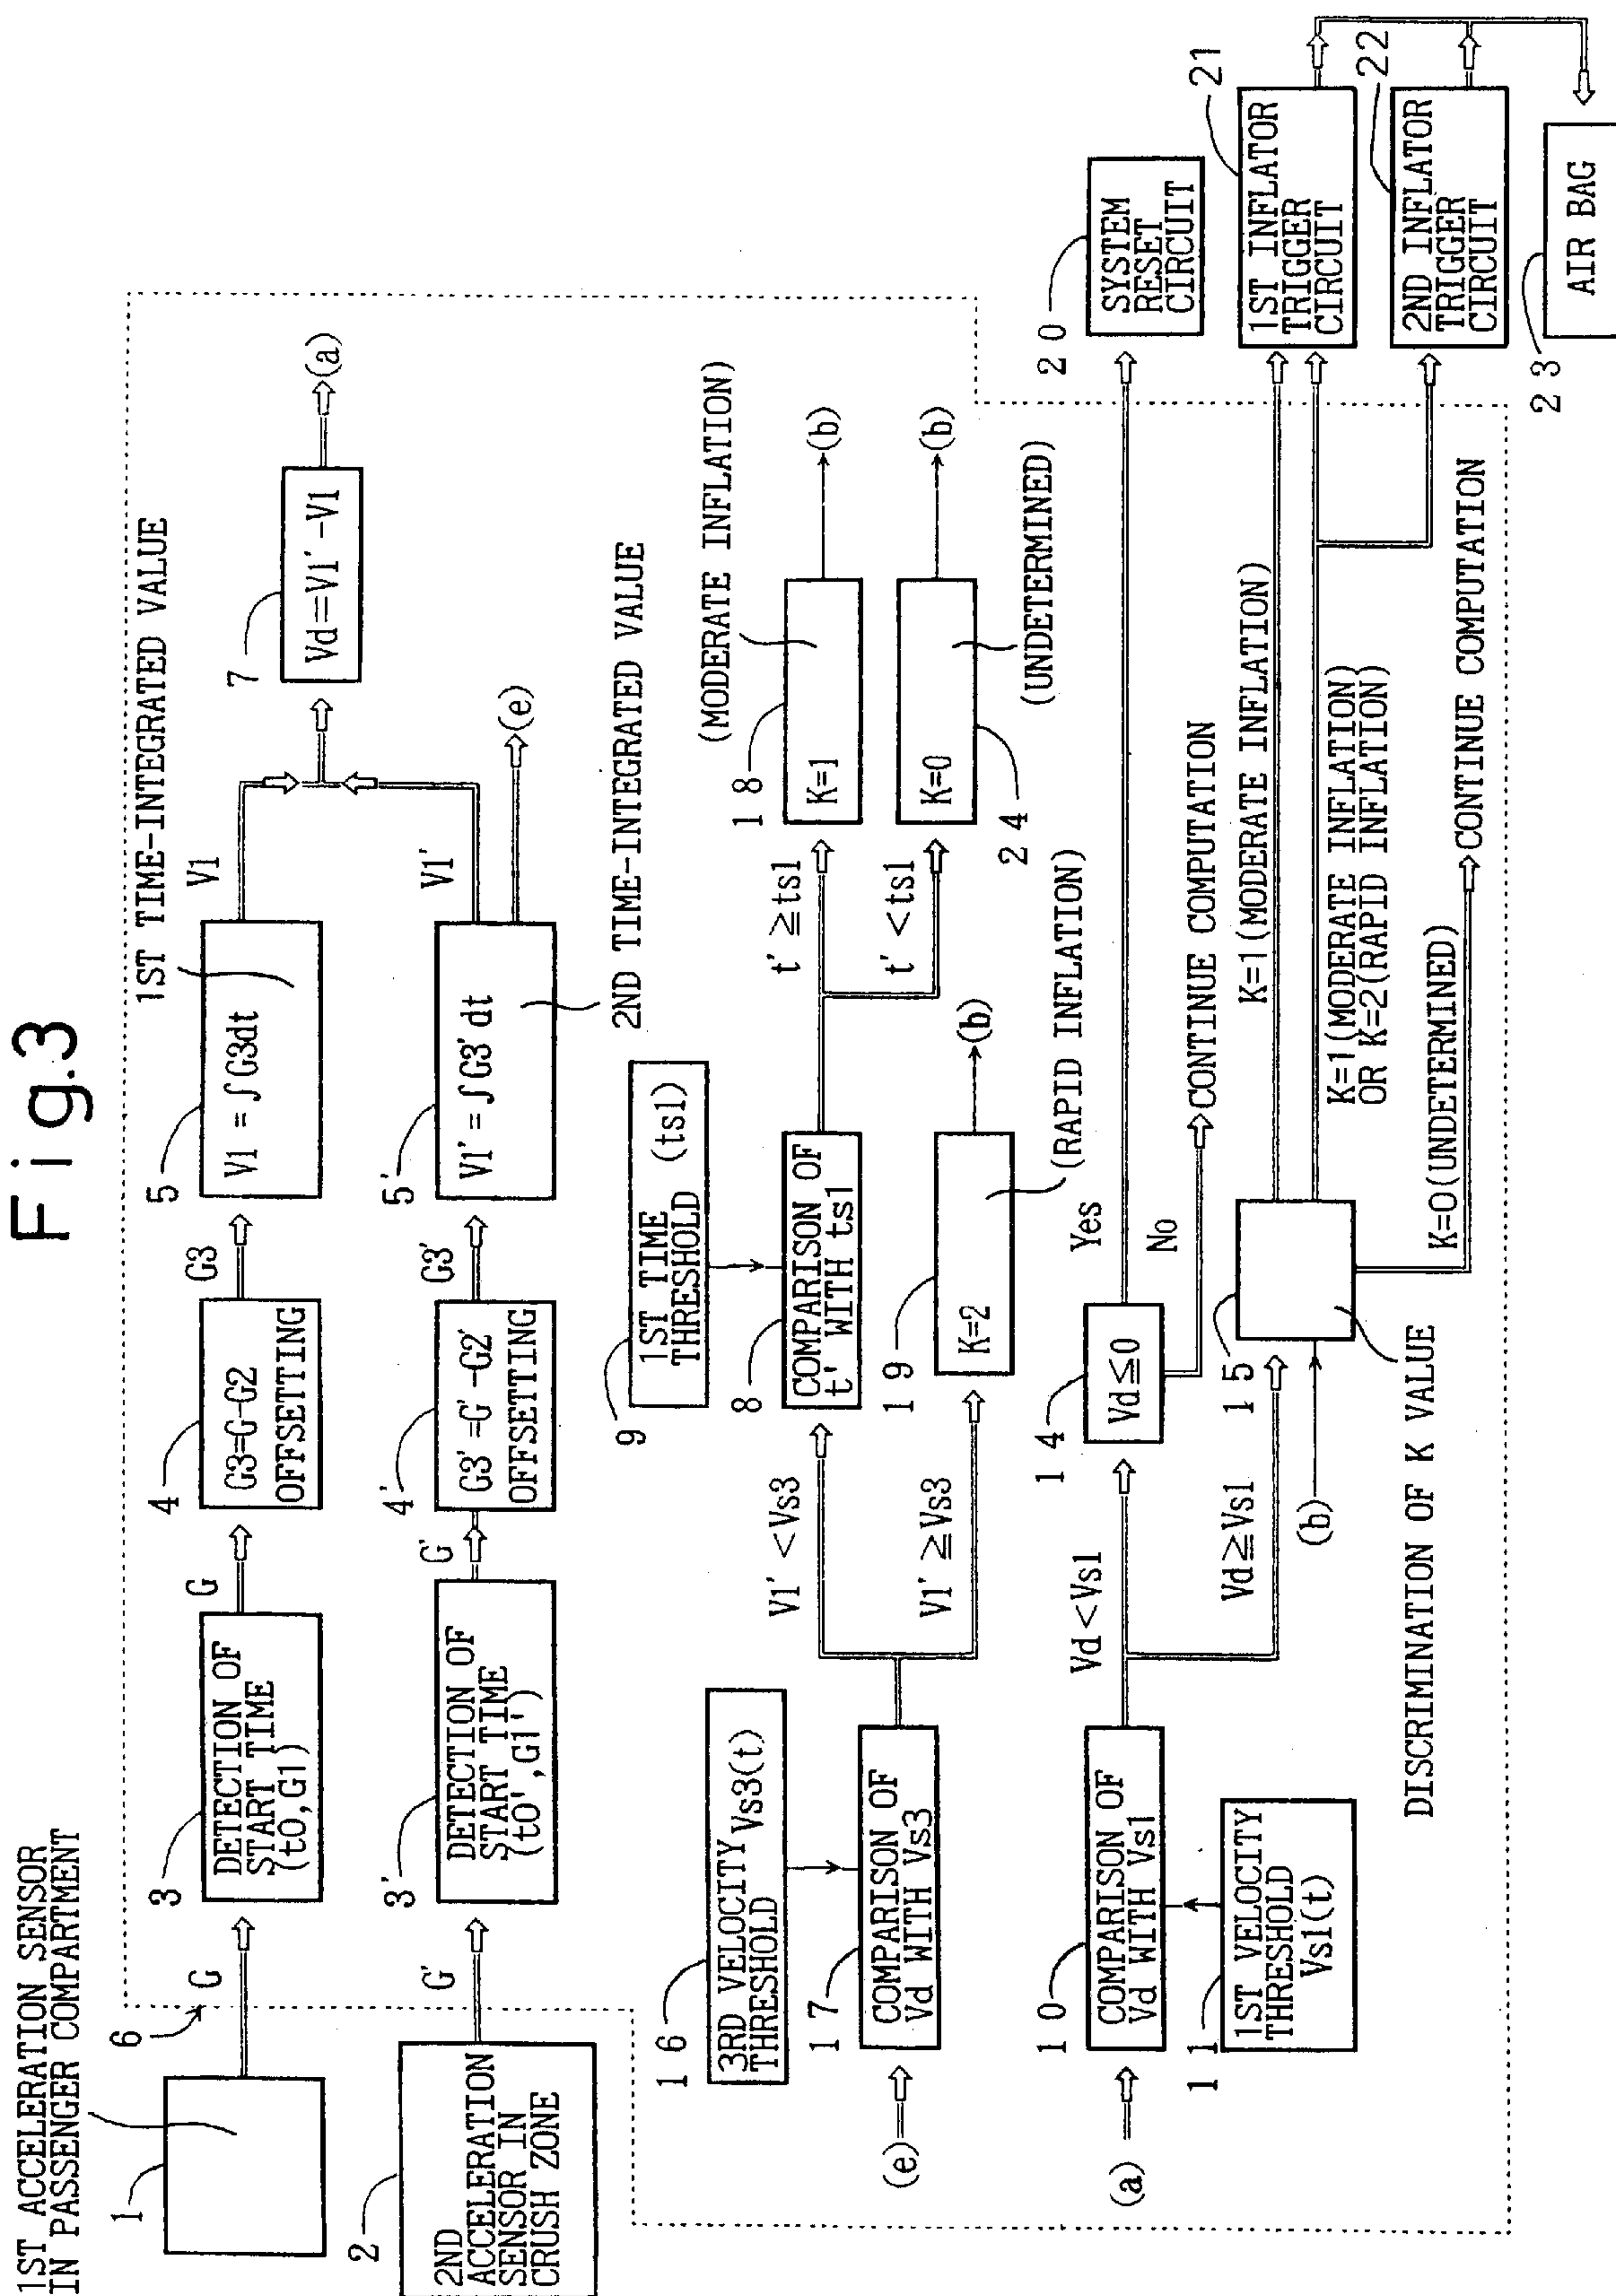 Fig.3
1ST ACCELERATION SENSOR
IN PASSENGER COMPARTMENT
1
6
G
3
DETECTION OF
START TIME
(t0,G1)
G
4
G3=G-G2
OFFSETTING
G3
5
V1 = ∫G3dt
1ST TIME-INTEGRATED VALUE
V1
7
Vd=V1'-V1
(a)
2
2ND
ACCELERATION
SENSOR IN
CRUSH ZONE
G'
3'
DETECTION OF
START TIME
(t0',G1')
G'
4'
G3'=G'-G2'
OFFSETTING
G3'
5'
V1'=∫G3'dt
2ND TIME-INTEGRATED VALUE
V1'
(e)
16
3RD VELOCITY
THRESHOLD Vs3(t)
(e)
17
COMPARISON OF
Vd WITH Vs3
V1'<Vs3
V1'≧Vs3
9
1ST TIME
THRESHOLD (ts1)
8
COMPARISON OF
t' WITH ts1
t'≧ts1
t'<ts1
18
K=1
(MODERATE INFLATION)
(b)
24
K=0
(UNDETERMINED)
(b)
19
K=2
(RAPID INFLATION)
(b)
(a)
10
COMPARISON OF
Vd WITH Vs1
11
1ST VELOCITY
THRESHOLD
Vs1(t)
Vd<Vs1
Vd≧Vs1
14
Vd≦0
Yes
No
CONTINUE COMPUTATION
15
(b)
DISCRIMINATION OF K VALUE
K=1(MODERATE INFLATION)
K=1(MODERATE INFLATION)
OR K=2(RAPID INFLATION)
K=0(UNDETERMINED)
CONTINUE COMPUTATION
20
SYSTEM
RESET
CIRCUIT
21
1ST INFLATOR
TRIGGER
CIRCUIT
22
2ND INFLATOR
TRIGGER
CIRCUIT
23
AIR BAG